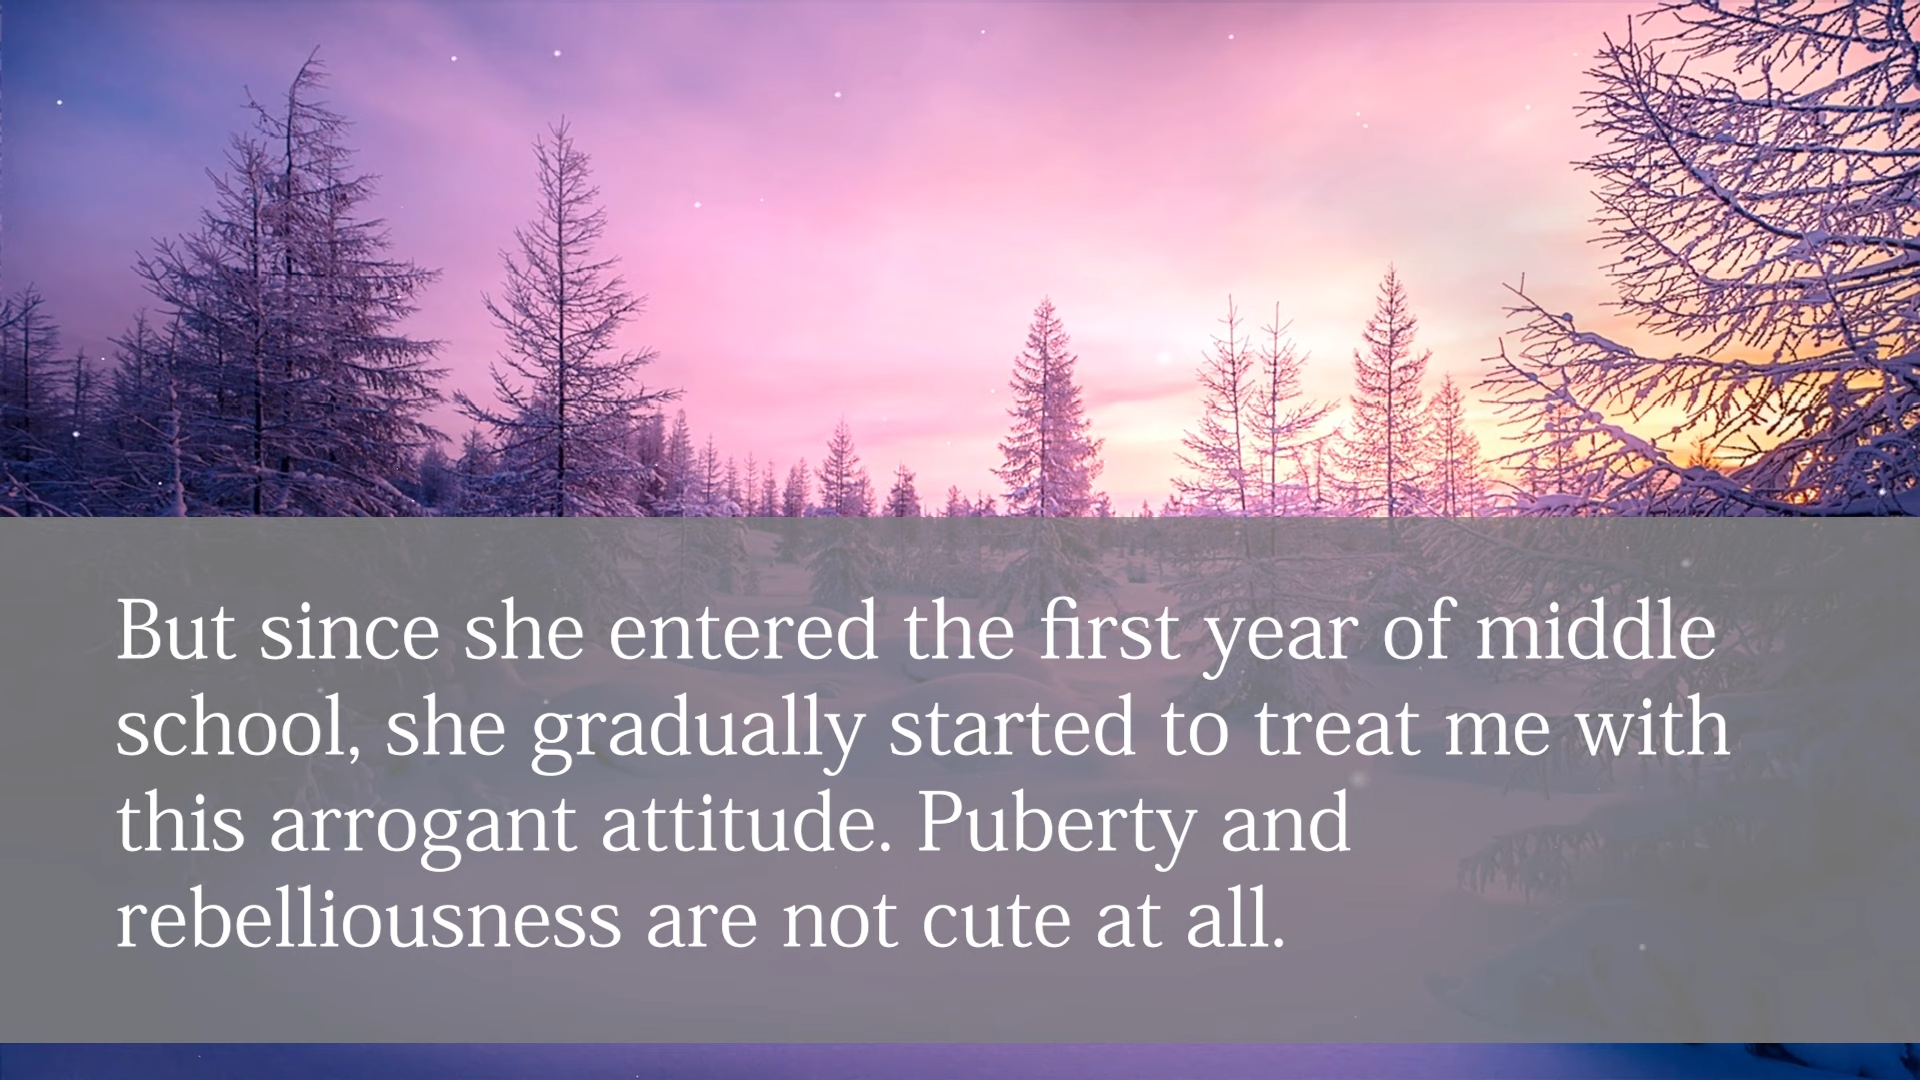 But since she entered the first year of middle
school, she gradually started to treat me with
this arrogant attitude. Puberty and
rebelliousness are not cute at all.